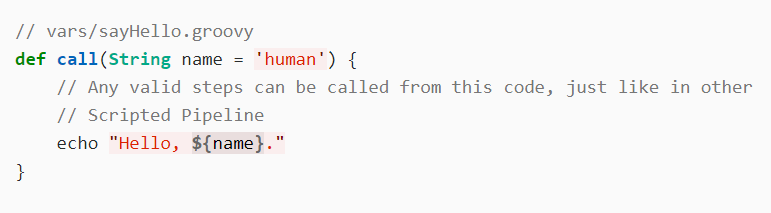 // vars/sayHello.groovy
def call(String name = 'human') {
    // Any valid steps can be called from this code, just like in other
    // Scripted Pipeline
    echo "Hello, ${name}."
}